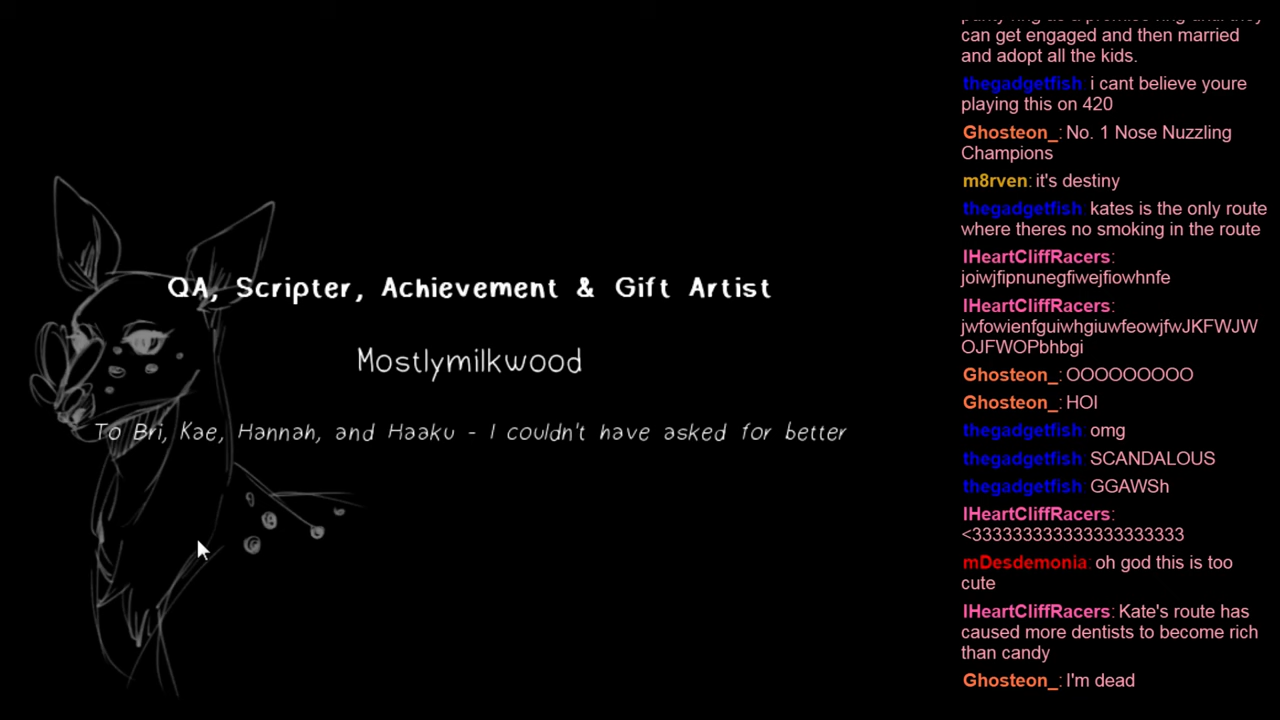 QA, Scripter, Achievement & Gift Artist
Mostlymilkwood
To Bri, Kae, Hannah, and Haaku - I couldn't have asked for better
can get engaged and then married
and adopt all the kids.
thegadgetfish: i cant believe youre
playing this on 420
Ghosteon_: No. 1 Nose Nuzzling
Champions
m8rven: it's destiny
thegadgetfish: kates is the only route
where theres no smoking in the route
IHeartCliffRacers:
joiwjfipnunegfiwejfiowhnfe
IHeartCliffRacers:
jwfowienfguiwhgiuwfeowjfwJKFWJW
OJFWOPbhbgi
Ghosteon_: OOOOOOOOO
Ghosteon_: HOI
thegadgetfish: omg
thegadgetfish: SCANDALOUS
thegadgetfish: GGAWSh
IHeartCliffRacers:
<333333333333333333333
mDesdemonia: oh god this is too
cute
IHeartCliffRacers: Kate's route has
caused more dentists to become rich
than candy
Ghosteon_: I'm dead